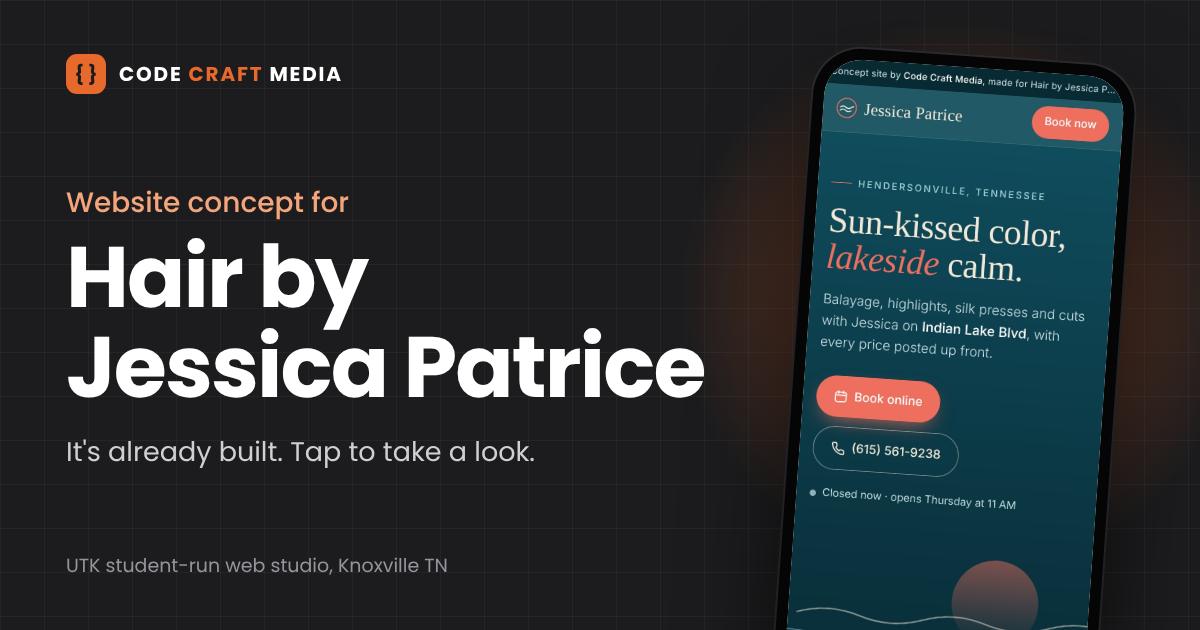 { } CODE CRAFT MEDIA
Website concept for
Hair by
Jessica Patrice
It's already built. Tap to take a look.
UTK student-run web studio, Knoxville TN
Concept site by Code Craft Media, made for Hair by Jessica P...
Jessica Patrice
Book now
HENDERSONVILLE, TENNESSEE
Sun-kissed color,
lakeside calm.
Balayage, highlights, silk presses and cuts
with Jessica on Indian Lake Blvd, with
every price posted up front.
Book online
(615) 561-9238
Closed now · opens Thursday at 11 AM